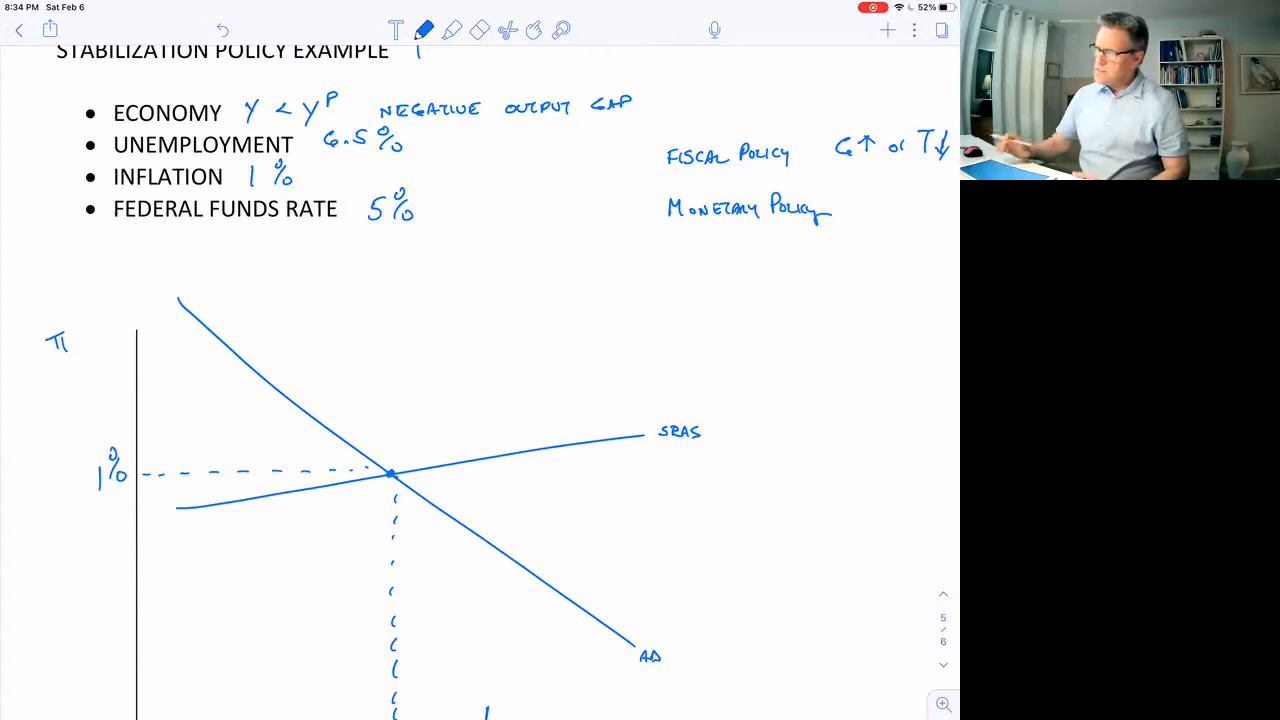 8:34 PM Sat Feb 6
52%
STABILIZATION POLICY EXAMPLE 1
• ECONOMY Y < Y^P NEGATIVE OUTPUT GAP
• UNEMPLOYMENT 6.5%
• INFLATION 1%
• FEDERAL FUNDS RATE 5%
FISCAL POLICY G↑ or T↓
MONETARY POLICY
π
SRAS
1%
AD
5
/
6